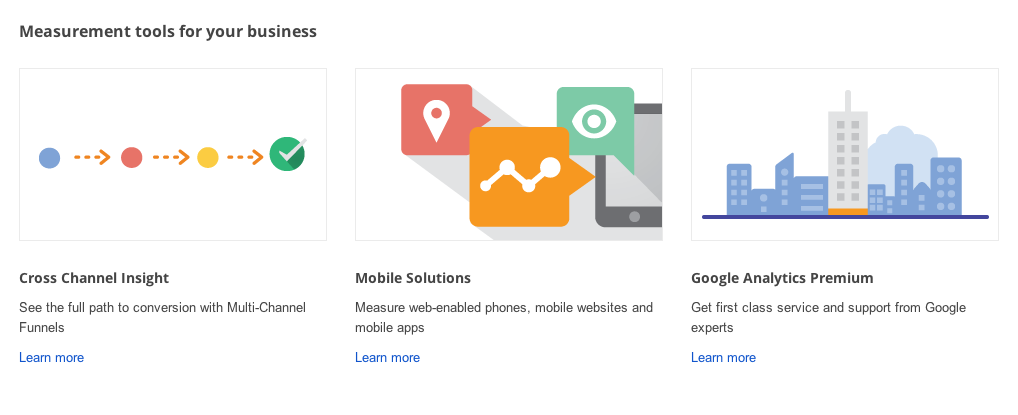 Measurement tools for your business
Cross Channel Insight
See the full path to conversion with Multi-Channel
Funnels
Learn more
Mobile Solutions
Measure web-enabled phones, mobile websites and
mobile apps
Learn more
Google Analytics Premium
Get first class service and support from Google
experts
Learn more